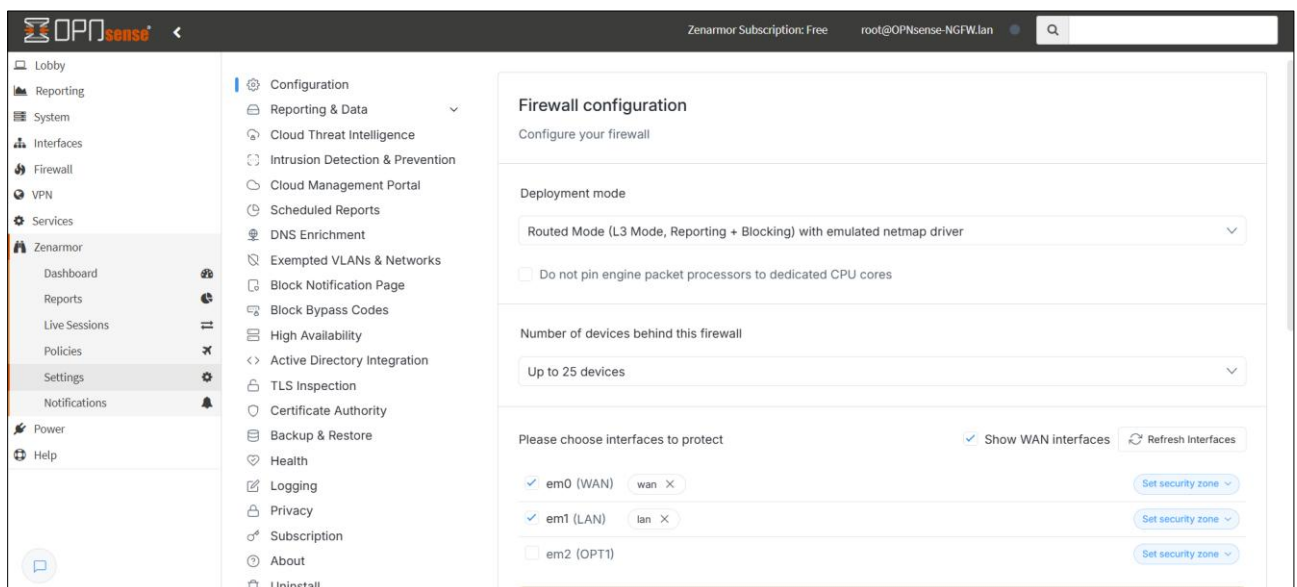 OPNsense
Zenarmor Subscription: Free
root@OPNsense-NGFW.lan
Lobby
Reporting
System
Interfaces
Firewall
VPN
Services
Zenarmor
Dashboard
Reports
Live Sessions
Policies
Settings
Notifications
Power
Help
Configuration
Reporting & Data
Cloud Threat Intelligence
Intrusion Detection & Prevention
Cloud Management Portal
Scheduled Reports
DNS Enrichment
Exempted VLANs & Networks
Block Notification Page
Block Bypass Codes
High Availability
Active Directory Integration
TLS Inspection
Certificate Authority
Backup & Restore
Health
Logging
Privacy
Subscription
About
Uninstall
Firewall configuration
Configure your firewall
Deployment mode
Routed Mode (L3 Mode, Reporting + Blocking) with emulated netmap driver
Do not pin engine packet processors to dedicated CPU cores
Number of devices behind this firewall
Up to 25 devices
Please choose interfaces to protect
Show WAN interfaces
Refresh Interfaces
em0 (WAN) wan Set security zone
em1 (LAN) lan Set security zone
em2 (OPT1) Set security zone